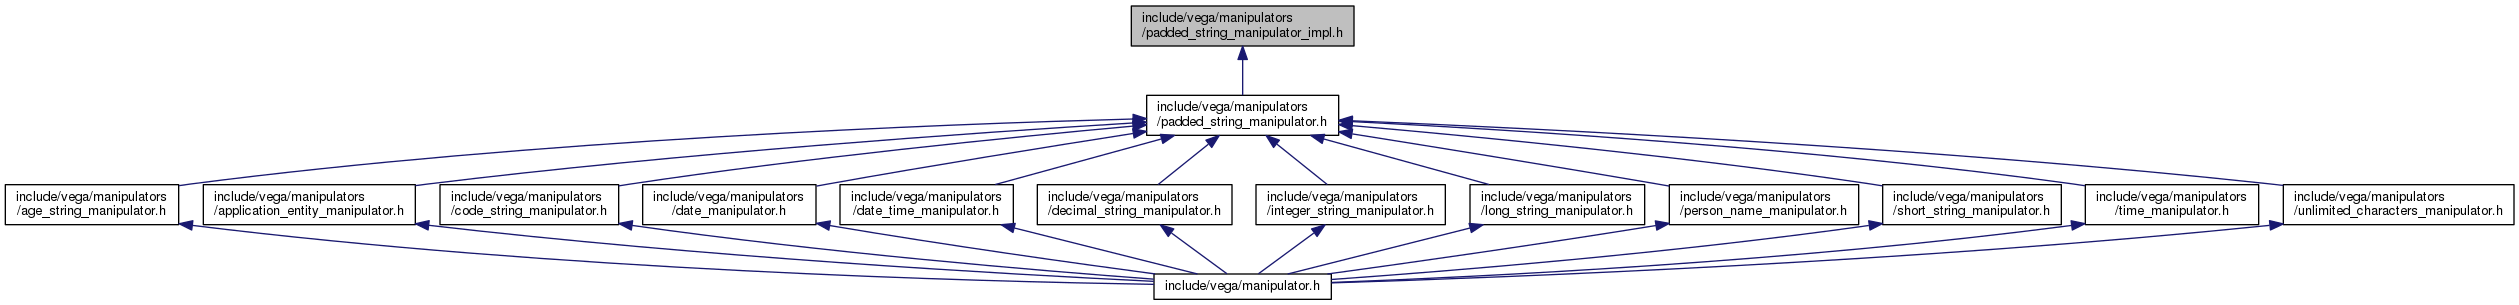 include/vega/manipulators
/padded_string_manipulator_impl.h
include/vega/manipulators
/padded_string_manipulator.h
include/vega/manipulators
/age_string_manipulator.h
include/vega/manipulators
/application_entity_manipulator.h
include/vega/manipulators
/code_string_manipulator.h
include/vega/manipulators
/date_manipulator.h
include/vega/manipulators
/date_time_manipulator.h
include/vega/manipulators
/decimal_string_manipulator.h
include/vega/manipulators
/integer_string_manipulator.h
include/vega/manipulators
/long_string_manipulator.h
include/vega/manipulators
/person_name_manipulator.h
include/vega/manipulators
/short_string_manipulator.h
include/vega/manipulators
/time_manipulator.h
include/vega/manipulators
/unlimited_characters_manipulator.h
include/vega/manipulator.h